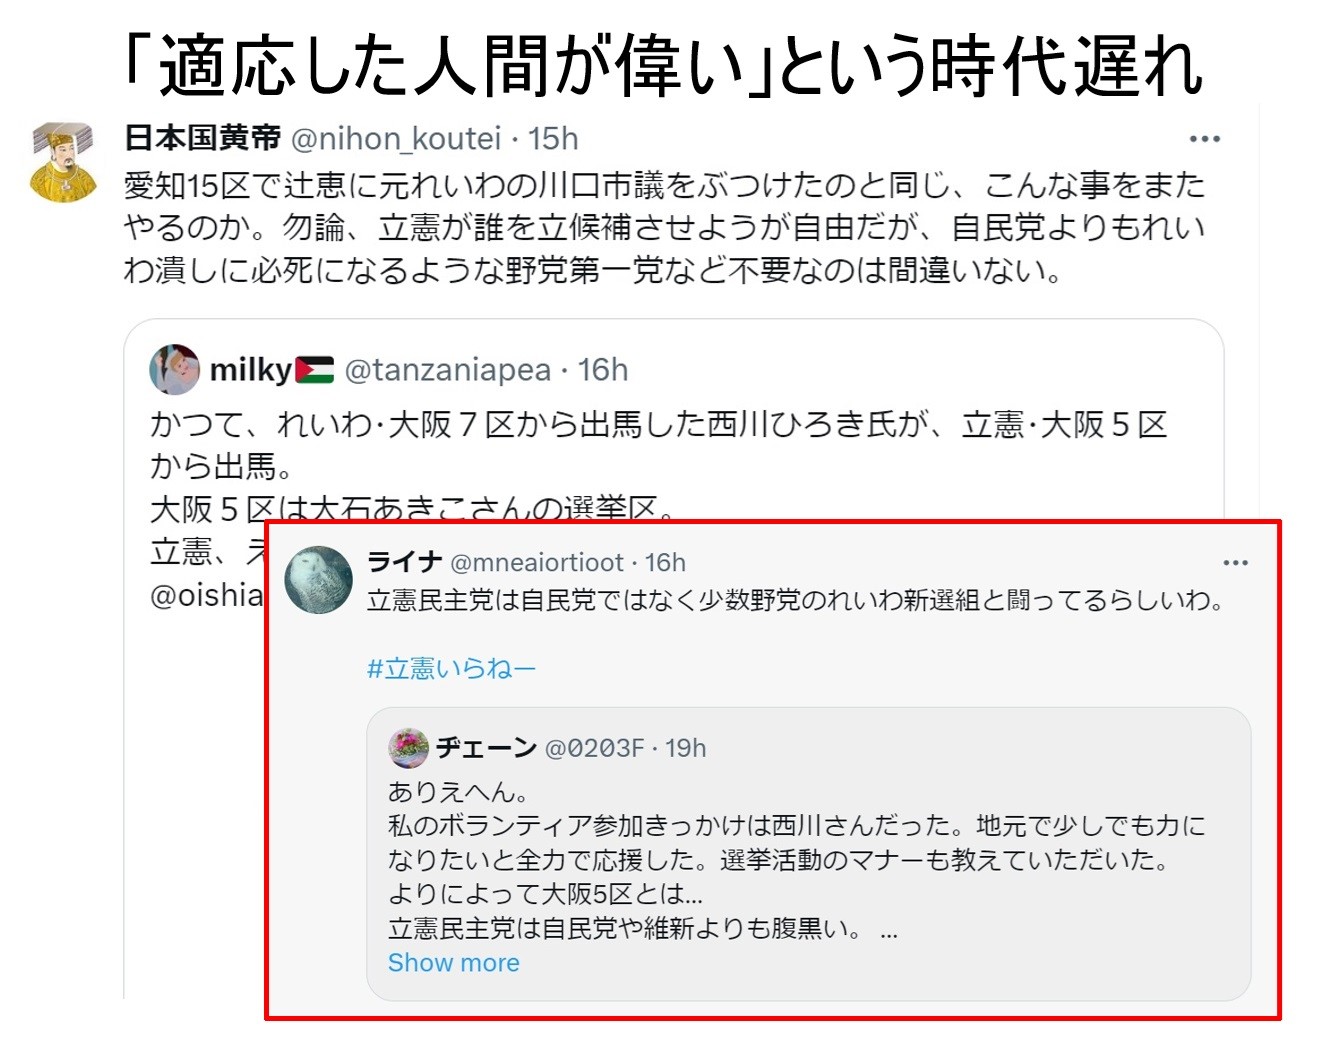 「適応した人間が偉い」という時代遅れ
日本国黄帝 @nihon_koutei · 15h
愛知15区で辻恵に元れいわの川口市議をぶつけたのと同じ、こんな事をまた
やるのか。勿論、立憲が誰を立候補させようが自由だが、自民党よりもれい
わ潰しに必死になるような野党第一党など不要なのは間違いない。
milky🇵🇸 @tanzaniapea · 16h
かつて、れいわ･大阪７区から出馬した西川ひろき氏が、立憲･大阪５区
から出馬。
大阪５区は大石あきこさんの選挙区。
立憲、え
@oishia
ライナ @mneaiortioot · 16h
立憲民主党は自民党ではなく少数野党のれいわ新選組と闘ってるらしいわ。
#立憲いらねー
ヂェーン @0203F · 19h
ありえへん。
私のボランティア参加きっかけは西川さんだった。地元で少しでも力に
なりたいと全力で応援した。選挙活動のマナーも教えていただいた。
よりによって大阪5区とは...
立憲民主党は自民党や維新よりも腹黒い。 ...
Show more